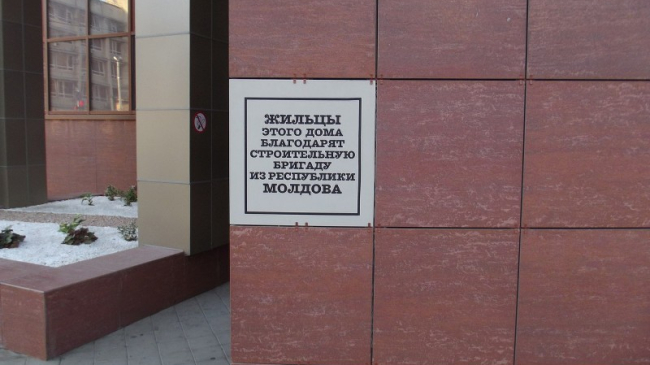 ЖИЛЬЦЫ
ЭТОГО ДОМА
БЛАГОДАРЯТ
СТРОИТЕЛЬНУЮ
БРИГАДУ
ИЗ РЕСПУБЛИКИ
МОЛДОВА